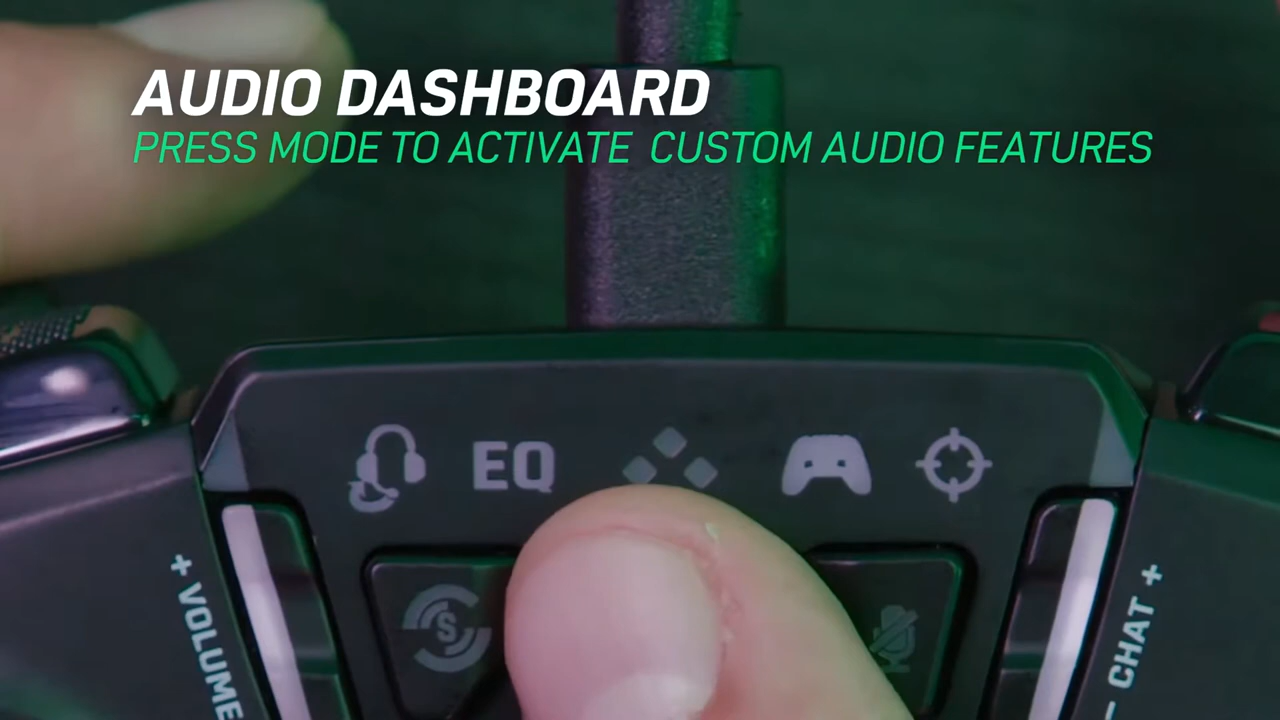 AUDIO DASHBOARD
PRESS MODE TO ACTIVATE CUSTOM AUDIO FEATURES
EQ
S
+ VOLUME
– CHAT +